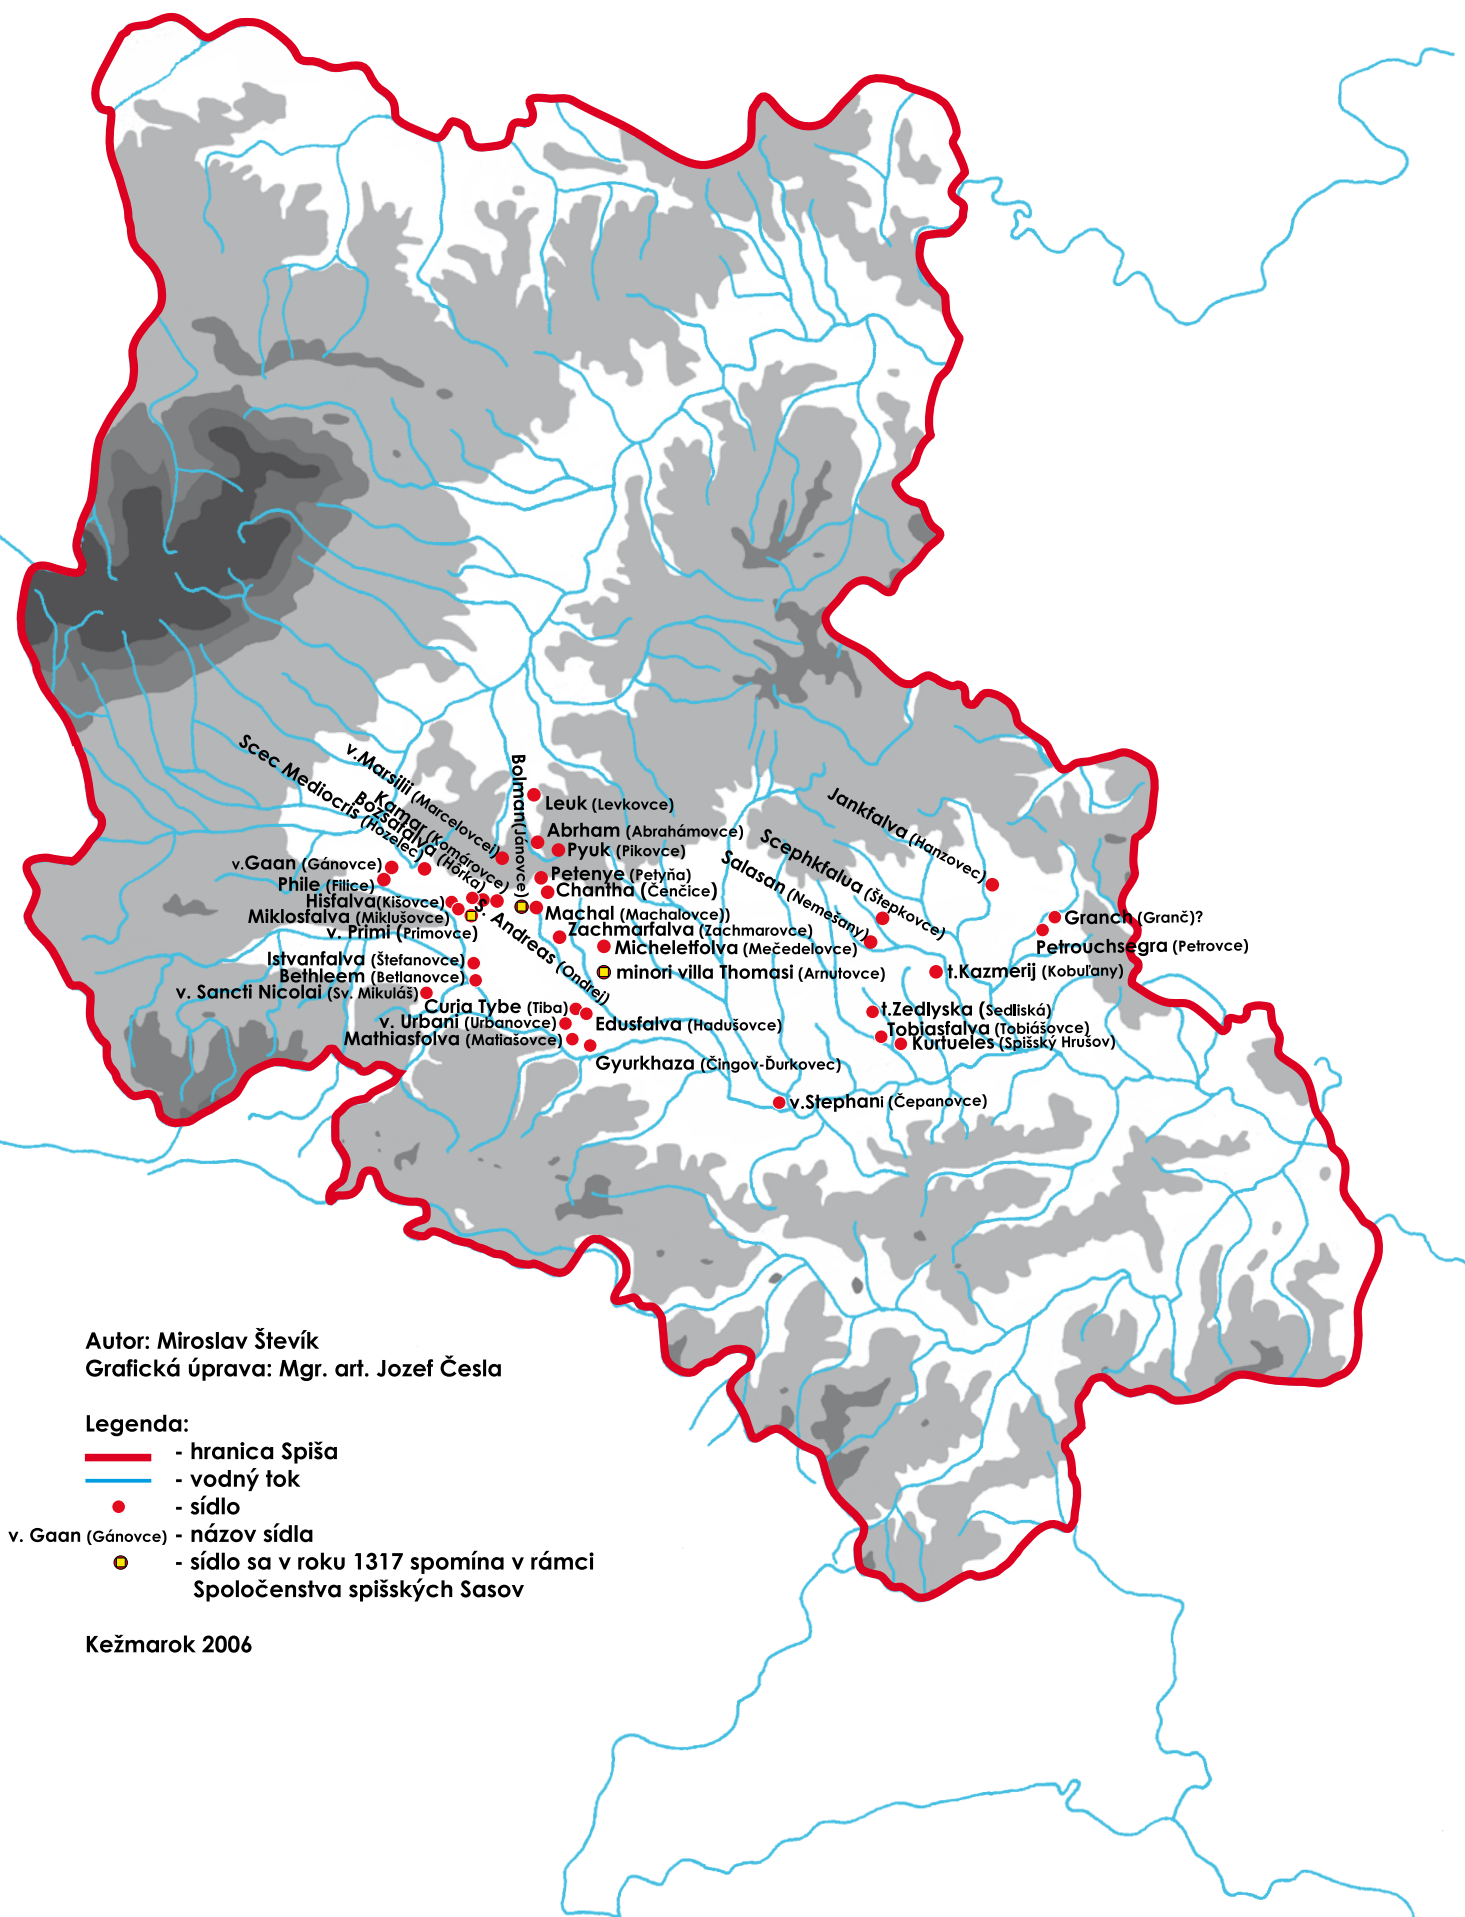 Scec Mediocris (Hozelec)
v.Marsilii (Marcelovcei)
Kamar (Komárovce)
Bozsafalva (Hôrka)
Bolman(Jánovce)
Leuk (Levkovce)
Abrham (Abrahámovce)
Pyuk (Pikovce)
Petenye (Petyňa)
Chantha (Čenčice)
Machal (Machalovce))
Zachmarfalva (Zachmarovce)
Micheletfolva (Mečedelovce)
minori villa Thomasi (Arnutovce)
S. Andreas (Ondrej)
v.Gaan (Gánovce)
Phile (Filice)
Hisfalva(Kišovce)
Miklosfalva (Miklušovce)
v. Primi (Primovce)
Istvanfalva (Štefanovce)
Bethleem (Betlanovce)
v. Sancti Nicolai (Sv. Mikuláš)
Curia Tybe (Tiba)
v. Urbani (Urbanovce)
Mathiasfolva (Matiašovce)
Edusfalva (Hadušovce)
Gyurkhaza (Čingov-Ďurkovec)
v.Stephani (Čepanovce)
Jankfalva (Hanzovec)
Scephkfalua (Štepkovce)
Salasan (Nemešany)
Granch (Granč)?
Petrouchsegra (Petrovce)
t.Kazmerij (Kobuľany)
t.Zedlyska (Sedliská)
Tobiasfalva (Tobiášovce)
Kurtueles (Spišský Hrušov)
Autor: Miroslav Števík
Grafická úprava: Mgr. art. Jozef Česla
Legenda:
- hranica Spiša
- vodný tok
- sídlo
v. Gaan (Gánovce) - názov sídla
- sídlo sa v roku 1317 spomína v rámci
Spoločenstva spišských Sasov
Kežmarok 2006